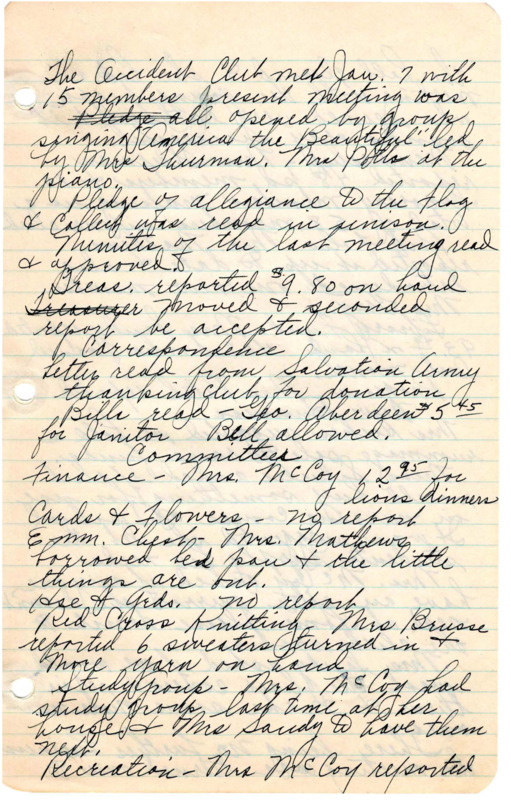 The Accident Club met Jan. 7 with
15 members present meeting was
Pledge all opened by group
singing "America the Beautiful" led
by Mrs Thurman. Mrs Potts at the
piano.
Pledge of allegiance to the flag
& Collect was read in unison.
Minutes of the last meeting read
& approved.
Treas. reported $9.80 on hand
Treasurer moved & seconded
report be accepted.
Correspondence
Letter read from Salvation Army
thanking club for donation
Bills read - Geo. Aberdeen $5 45
for janitor Bill allowed.
Committees
Finance - Mrs. McCoy 12 95 for
lions dinners
Cards & Flowers - no report
Emm. Chest - Mrs. Mathews
borrowed bed pan & the little
things are out.
Hse & Grds. no report
Red Cross Knitting - Mrs Brusse
reported 6 sweaters turned in &
more yarn on hand
Study Group - Mrs. McCoy had
study group last time at her
house & Mrs Sandy to have them
next.
Recreation - Mrs McCoy reported